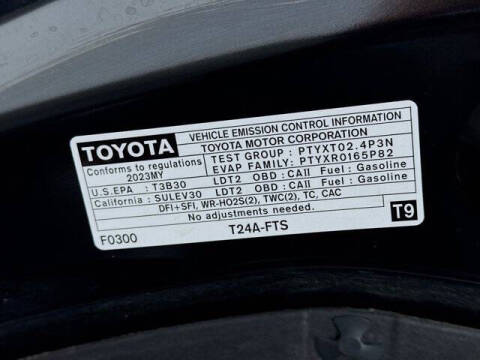 TOYOTA
VEHICLE EMISSION CONTROL INFORMATION
TOYOTA MOTOR CORPORATION
Conforms to regulations
2023MY
TEST GROUP : PTYXT02.4P3N
EVAP FAMILY: PTYXR0165P82
U.S.EPA : T3B30 LDT2 OBD : CAII Fuel : Gasoline
California : SULEV30 LDT2 OBD : CAII Fuel : Gasoline
DFI+SFI, WR-HO2S(2), TWC(2), TC, CAC
No adjustments
F0300
T24A-FTS
T9